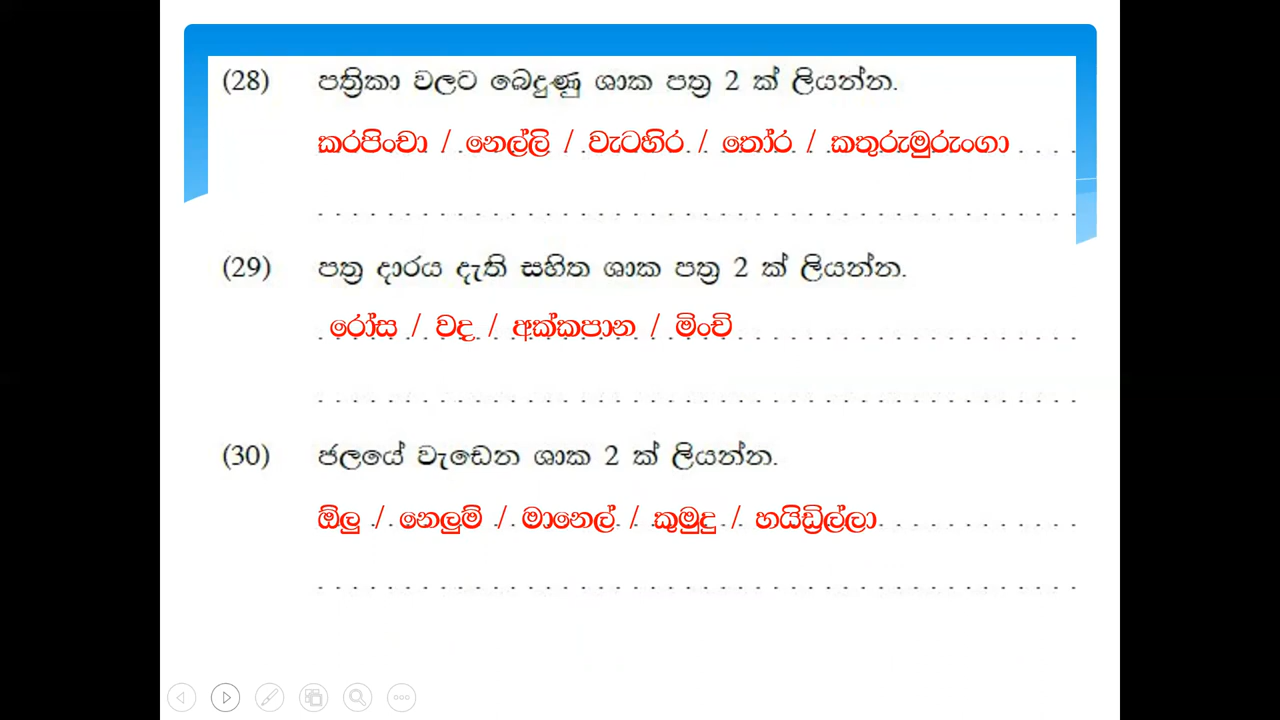 (28) පත්‍රිකා වලට බෙදුණු ශාක පත්‍ර 2 ක් ලියන්න.
කරපිංචා / නෙල්ලි / වැටහිර / තෝර / කතුරුමුරුංගා
(29) පත්‍ර දාරය දැති සහිත ශාක පත්‍ර 2 ක් ලියන්න.
රෝස / වද / අක්කපාන / මිංචි
(30) ජලයේ වැඩෙන ශාක 2 ක් ලියන්න.
ඕලු / නෙලුම් / මානෙල් / කුමුදු / හයිඩ්‍රිල්ලා